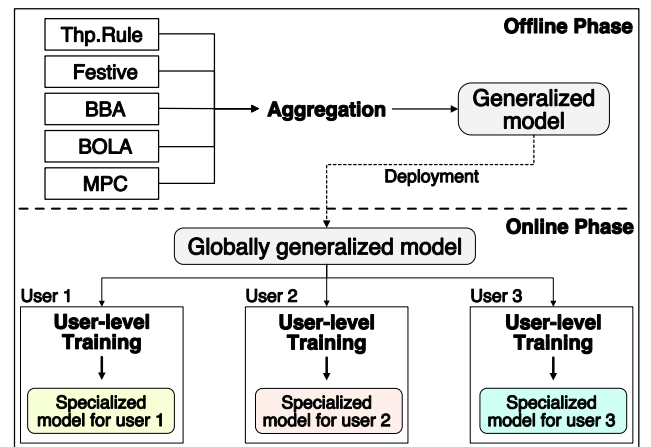 Offline Phase
Thp.Rule
Festive
BBA
BOLA
MPC
Aggregation
Generalized
model
Deployment
Online Phase
Globally generalized model
User 1
User-level
Training
Specialized
model for user 1
User 2
User-level
Training
Specialized
model for user 2
User 3
User-level
Training
Specialized
model for user 3